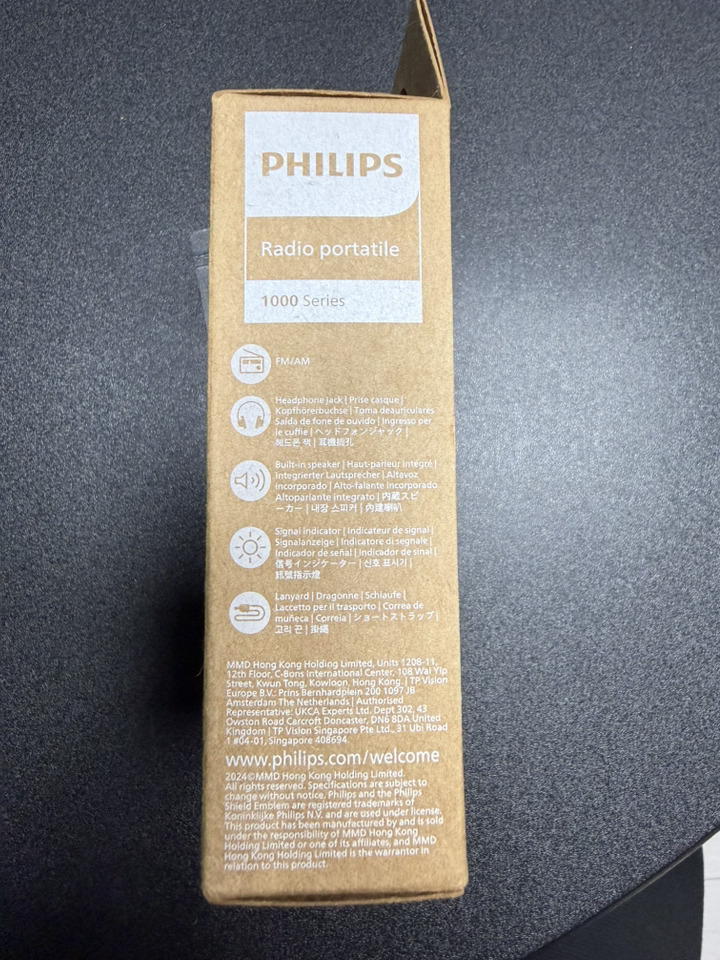 PHILIPS
Radio portatile
1000 Series
FM/AM
Headphone jack | Prise casque |
Kopfhörerbuchse | Toma deauriculares
Saída de fone de ouvido | Ingresso per
le cuffie | ヘッドフォンジャック |
헤드폰 잭 | 耳機插孔
Built-in speaker | Haut-parleur intégré |
Integrierter Lautsprecher | Altavoz
incorporado | Alto-falante incorporado
Altoparlante integrato | 内蔵スピ
ーカー | 내장 스피커 | 內建喇叭
Signal indicator | Indicateur de signal |
Signalanzeige | Indicatore di segnale |
Indicador de señal | Indicador de sinal |
信号インジケーター | 신호 표시기 |
訊號指示燈
Lanyard | Dragonne | Schlaufe |
Laccetto per il trasporto | Correa de
muñeca | Correia | ショートストラップ |
고리 끈 | 掛繩
MMD Hong Kong Holding Limited, Units 1208-11,
12th Floor, C-Bons International Center, 108 Wai Yip
Street, Kwun Tong, Kowloon, Hong Kong. | TP Vision
Europe B.V.: Prins Bernhardplein 200 1097 JB
Amsterdam The Netherlands | Authorised
Representative: UKCA Experts Ltd. Dept 302, 43
Owston Road Carcroft Doncaster, DN6 8DA United
Kingdom | TP Vision Singapore Pte Ltd., 31 Ubi Road
1 #04-01, Singapore 408694.
www.philips.com/welcome
2024©MMD Hong Kong Holding Limited.
All rights reserved. Specifications are subject to
change without notice. Philips and the Philips
Shield Emblem are registered trademarks of
Koninklijke Philips N.V. and are used under license.
This product has been manufactured by and is sold
under the responsibility of MMD Hong Kong
Holding Limited or one of its affiliates, and MMD
Hong Kong Holding Limited is the warrantor in
relation to this product.